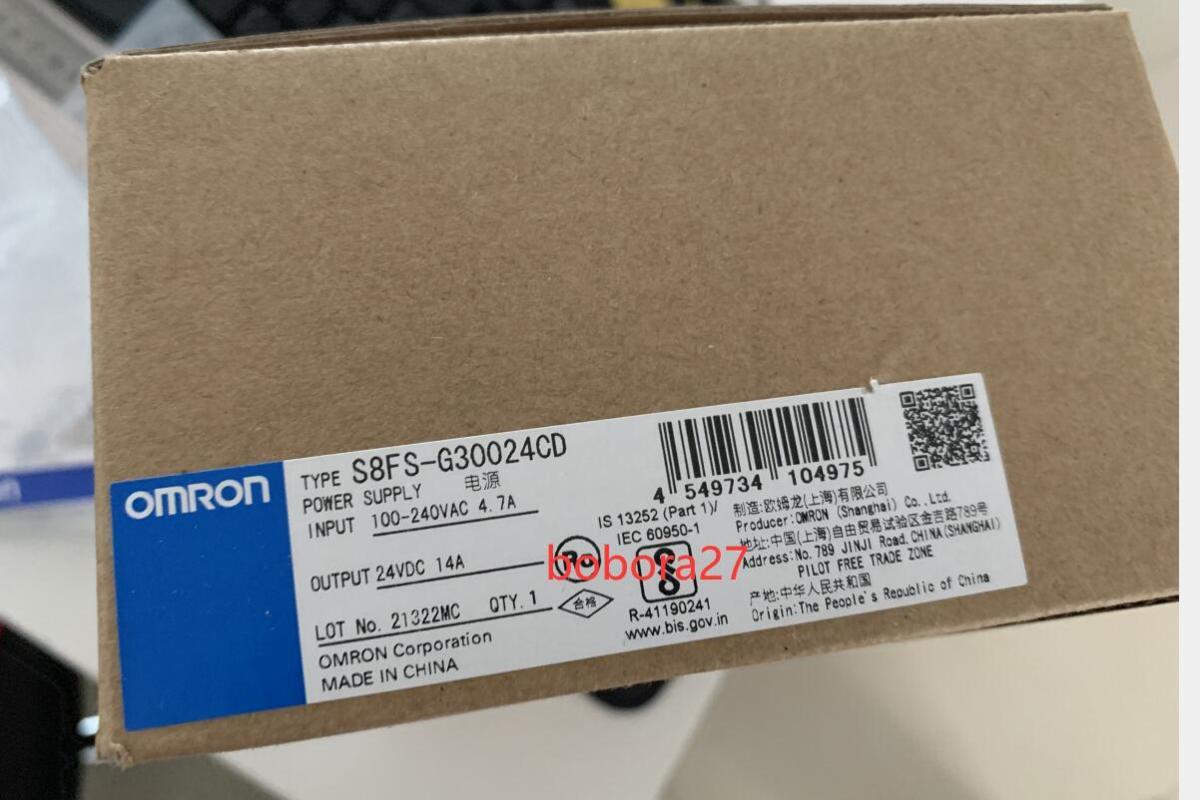 OMRON
TYPE S8FS-G30024CD
POWER SUPPLY 电源
INPUT 100-240VAC 4.7A
OUTPUT 24VDC 14A
LOT No. 21322MC QTY. 1
OMRON Corporation
MADE IN CHINA
合格
IS 13252 (Part 1)/
IEC 60950-1
R-41190241
www.bis.gov.in
4 549734 104975
制造:欧姆龙(上海)有限公司
Producer:OMRON (Shanghai) Co., Ltd.
地址:中国(上海)自由贸易试验区金吉路789号
Address:No. 789 JINJI Road. CHINA(SHANGHAI)
PILOT FREE TRADE ZONE
产地:中华人民共和国
Origin:The People's Republic of China
bobora27